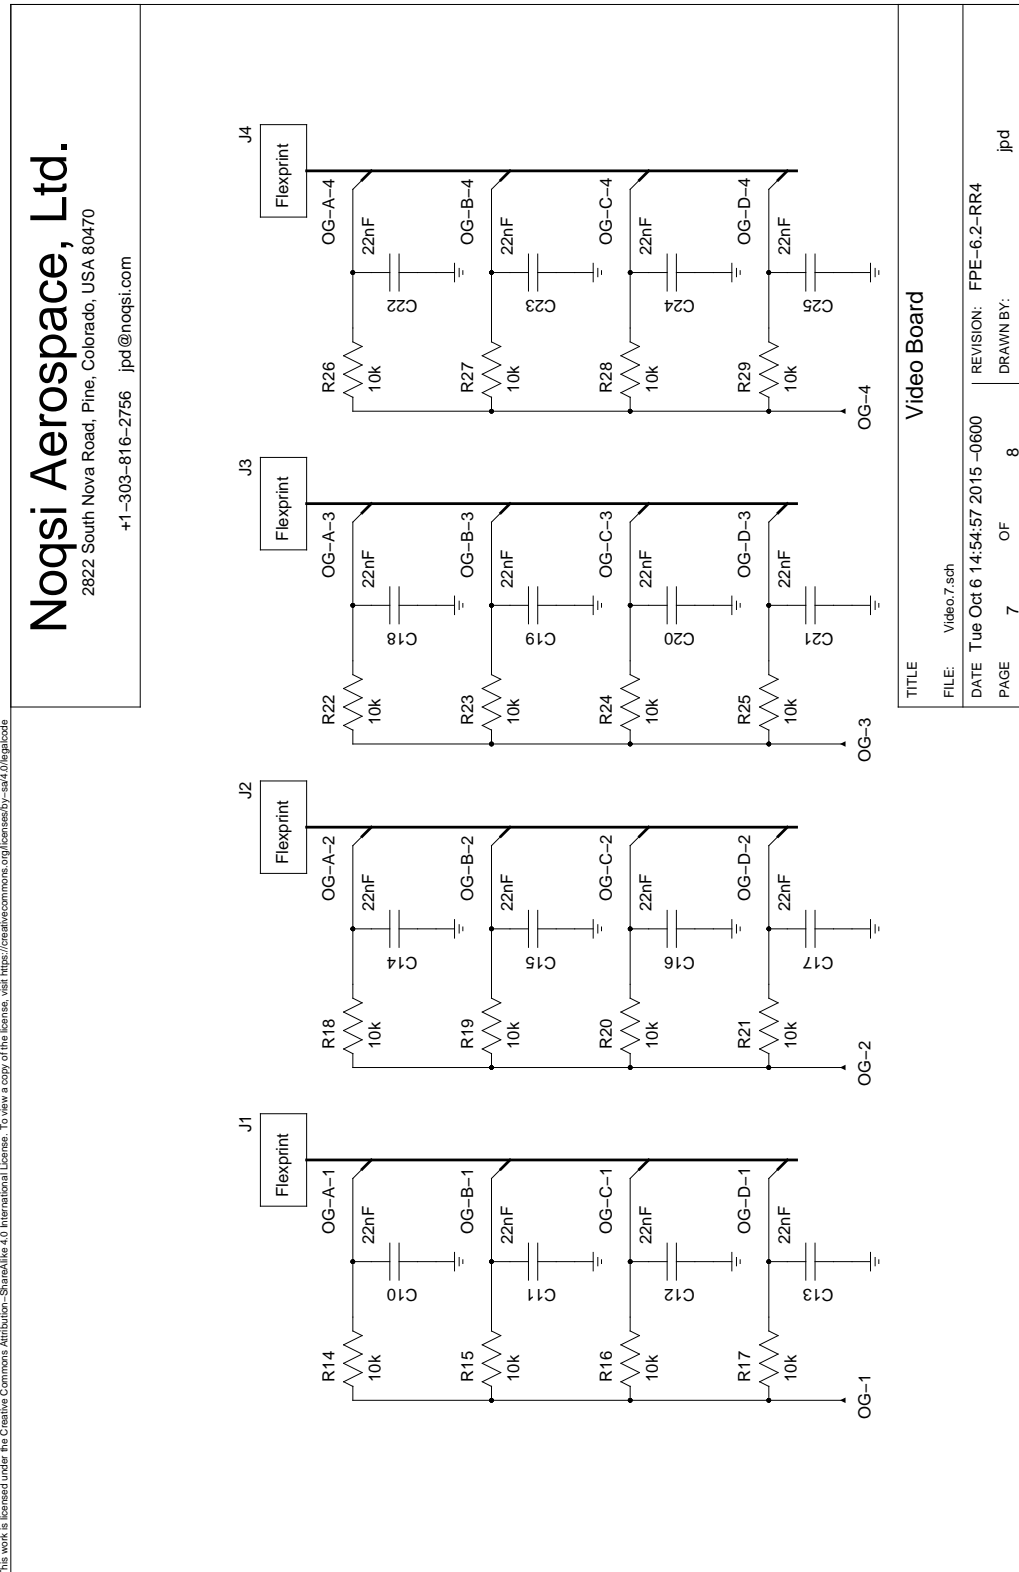 This work is licensed under the Creative Commons Attribution−ShareAlike 4.0 International License. To view a copy of the license, visit https://creativecommons.org/licenses/by−sa/4.0/legalcode
Noqsi Aerospace, Ltd.
2822 South Nova Road, Pine, Colorado, USA 80470
+1−303−816−2756 jpd@noqsi.com
J1
Flexprint
OG−A−1
22nF
C10
R14
10k
OG−B−1
22nF
C11
R15
10k
OG−C−1
22nF
C12
R16
10k
OG−D−1
22nF
C13
R17
10k
OG−1
J2
Flexprint
OG−A−2
22nF
C14
R18
10k
OG−B−2
22nF
C15
R19
10k
OG−C−2
22nF
C16
R20
10k
OG−D−2
22nF
C17
R21
10k
OG−2
J3
Flexprint
OG−A−3
22nF
C18
R22
10k
OG−B−3
22nF
C19
R23
10k
OG−C−3
22nF
C20
R24
10k
OG−D−3
22nF
C21
R25
10k
OG−3
J4
Flexprint
OG−A−4
22nF
C22
R26
10k
OG−B−4
22nF
C23
R27
10k
OG−C−4
22nF
C24
R28
10k
OG−D−4
22nF
C25
R29
10k
OG−4
TITLE
Video Board
FILE: Video.7.sch
DATE Tue Oct 6 14:54:57 2015 −0600
REVISION: FPE−6.2−RR4
PAGE 7 OF 8
DRAWN BY: jpd